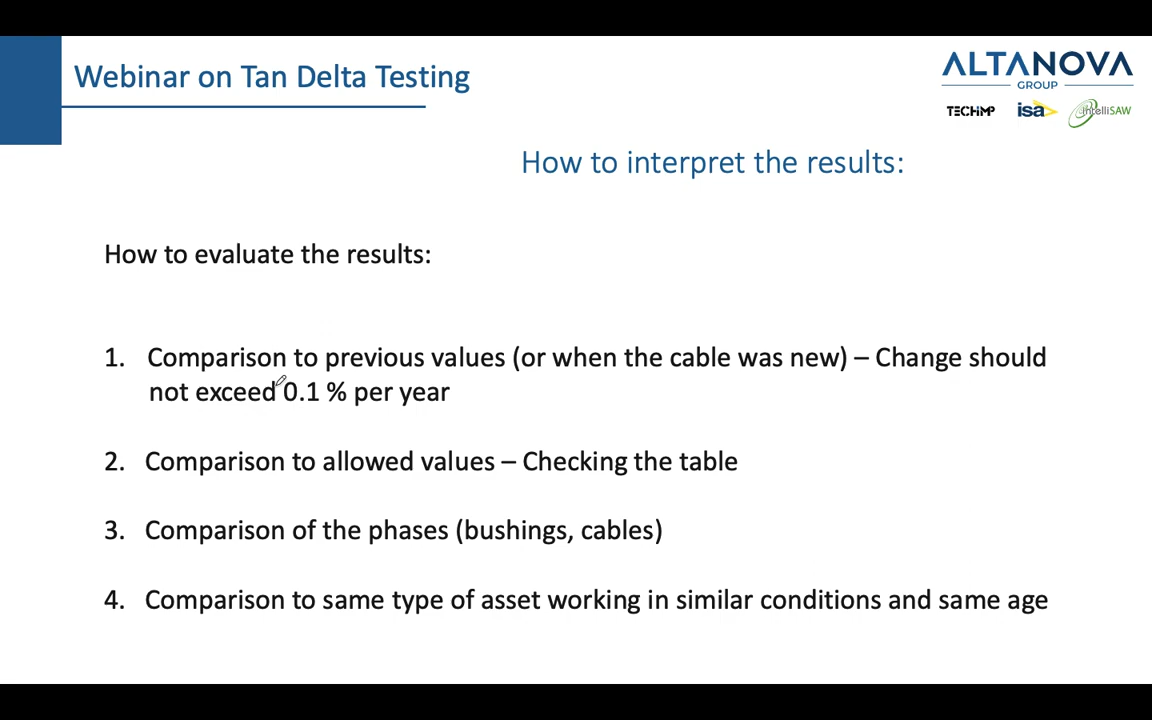 Webinar on Tan Delta Testing
ALTANOVA
GROUP
TECHIMP isa intelliSAW
How to interpret the results:
How to evaluate the results:
1. Comparison to previous values (or when the cable was new) – Change should
not exceed 0.1 % per year
2. Comparison to allowed values – Checking the table
3. Comparison of the phases (bushings, cables)
4. Comparison to same type of asset working in similar conditions and same age